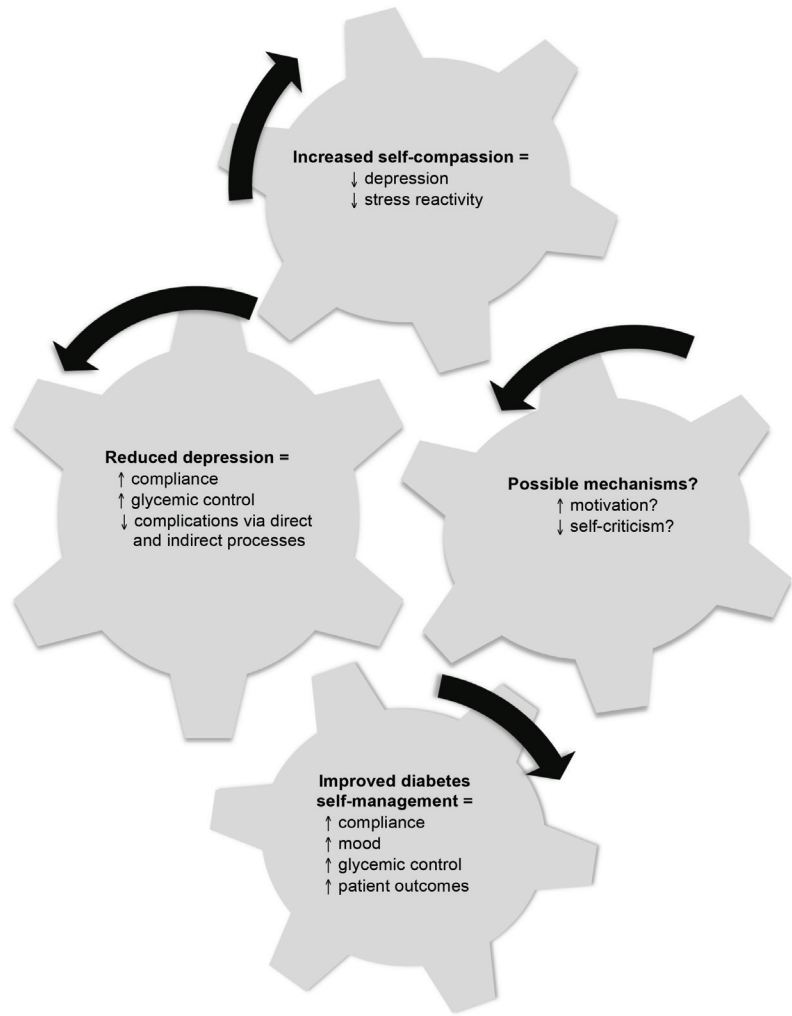 Increased self-compassion =
↓ depression
↓ stress reactivity
Reduced depression =
↑ compliance
↑ glycemic control
↓ complications via direct
and indirect processes
Possible mechanisms?
↑ motivation?
↓ self-criticism?
Improved diabetes
self-management =
↑ compliance
↑ mood
↑ glycemic control
↑ patient outcomes